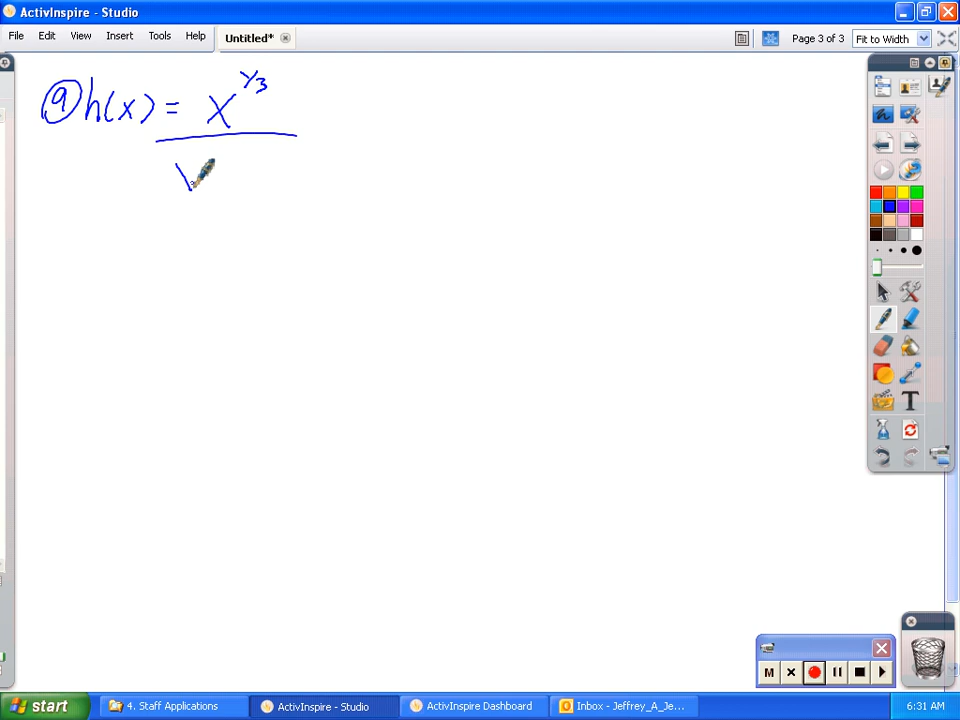 ActivInspire - Studio
File Edit View Insert Tools Help Untitled* Page 3 of 3 Fit to Width
9 h(x) = x^1/3
M
start 4. Staff Applications ActivInspire - Studio ActivInspire Dashboard Inbox - Jeffrey_A_Je... 6:31 AM